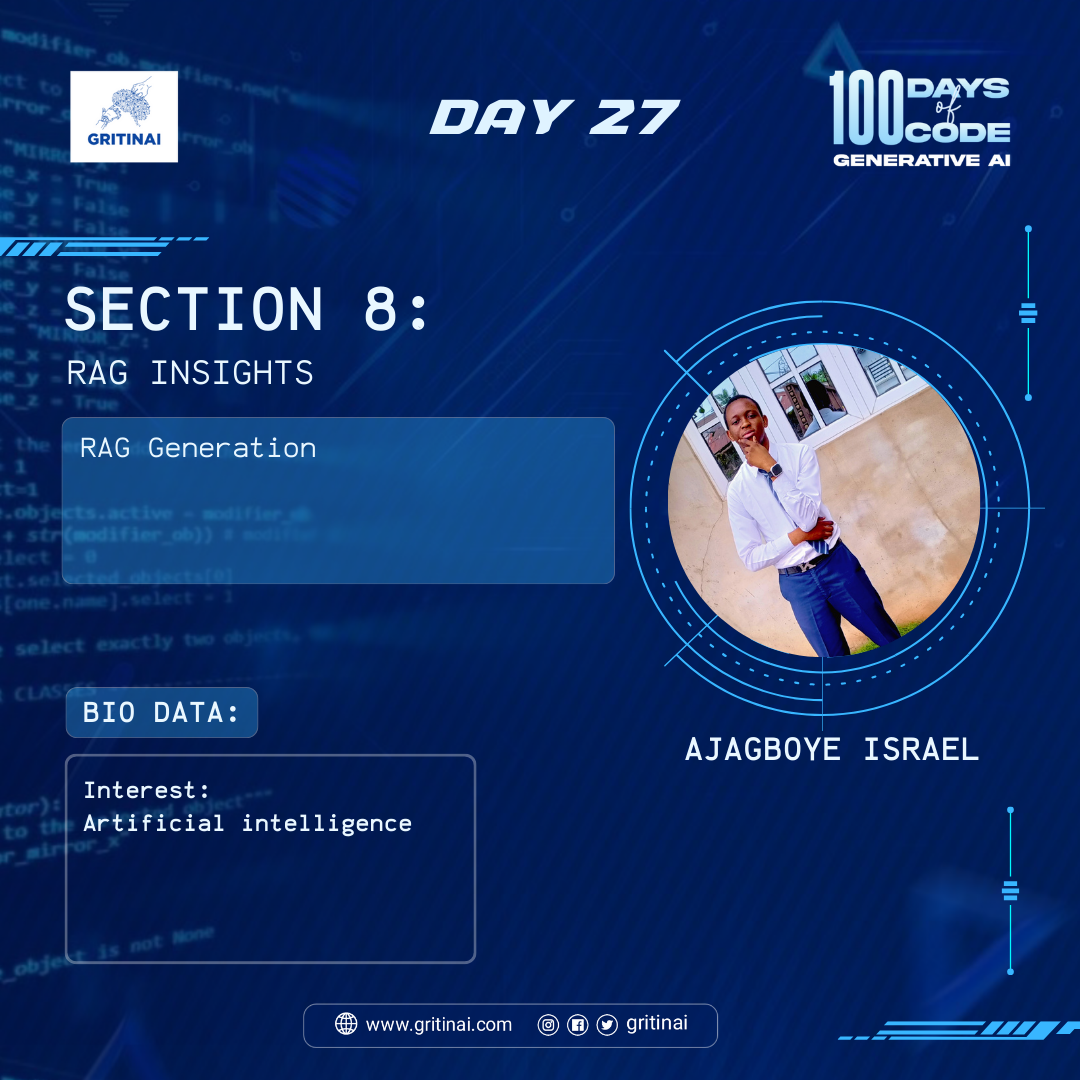 GRITINAI
DAY 27
100 DAYS
of
CODE
GENERATIVE AI
SECTION 8:
RAG INSIGHTS
RAG Generation
BIO DATA:
Interest:
Artificial intelligence
AJAGBOYE ISRAEL
www.gritinai.com gritinai